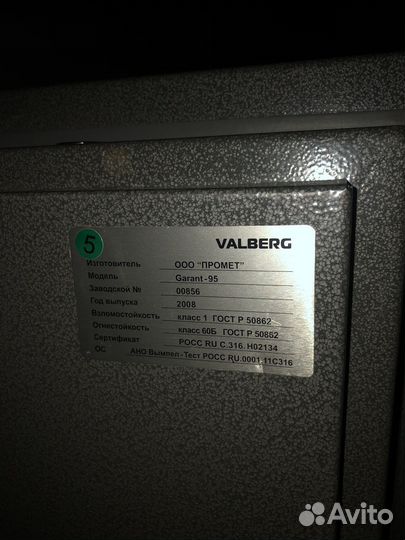 5
VALBERG
Изготовитель ООО "ПРОМЕТ"
Модель Garant-95
Заводской № 00856
Год выпуска 2008
Взломостойкость класс 1 ГОСТ Р 50862
Огнестойкость класс 60Б ГОСТ Р 50862
Сертификат РОСС RU C.316.Н02134
ОС АНО Вымпел-Тест РОСС RU.0001.11С316
Avito